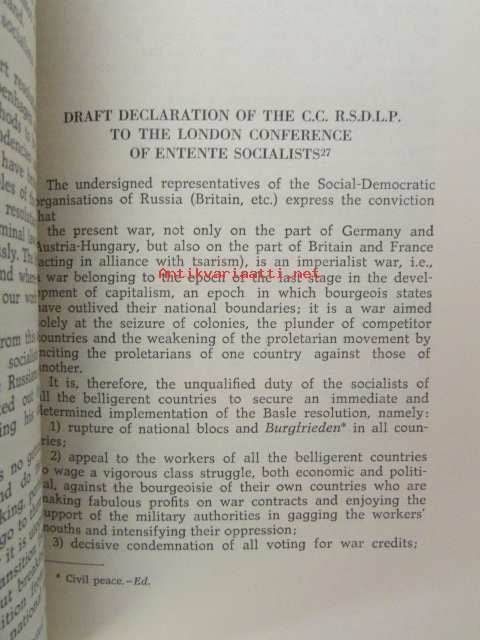 DRAFT DECLARATION OF THE C.C. R.S.D.L.P.
TO THE LONDON CONFERENCE
OF ENTENTE SOCIALISTS27
The undersigned representatives of the Social-Democratic
organisations of Russia (Britain, etc.) express the conviction
that
the present war, not only on the part of Germany and
Austria-Hungary, but also on the part of Britain and France
(acting in alliance with tsarism), is an imperialist war, i.e.,
a war belonging to the epoch of the last stage in the devel-
opment of capitalism, an epoch in which bourgeois states
have outlived their national boundaries; it is a war aimed
solely at the seizure of colonies, the plunder of competitor
countries and the weakening of the proletarian movement by
inciting the proletarians of one country against those of
another.
It is, therefore, the unqualified duty of the socialists of
all the belligerent countries to secure an immediate and
determined implementation of the Basle resolution, namely:
1) rupture of national blocs and Burgfrieden* in all coun-
tries;
2) appeal to the workers of all the belligerent countries
to wage a vigorous class struggle, both economic and politi-
cal, against the bourgeoisie of their own countries who are
making fabulous profits on war contracts and enjoying the
support of the military authorities in gagging the workers'
mouths and intensifying their oppression;
3) decisive condemnation of all voting for war credits;
* Civil peace.—Ed.
Antikvariaatti.net